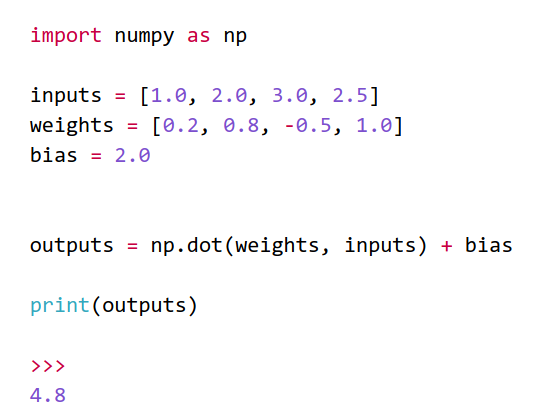 import numpy as np
inputs = [1.0, 2.0, 3.0, 2.5]
weights = [0.2, 0.8, -0.5, 1.0]
bias = 2.0
outputs = np.dot(weights, inputs) + bias
print(outputs)
>>>
4.8